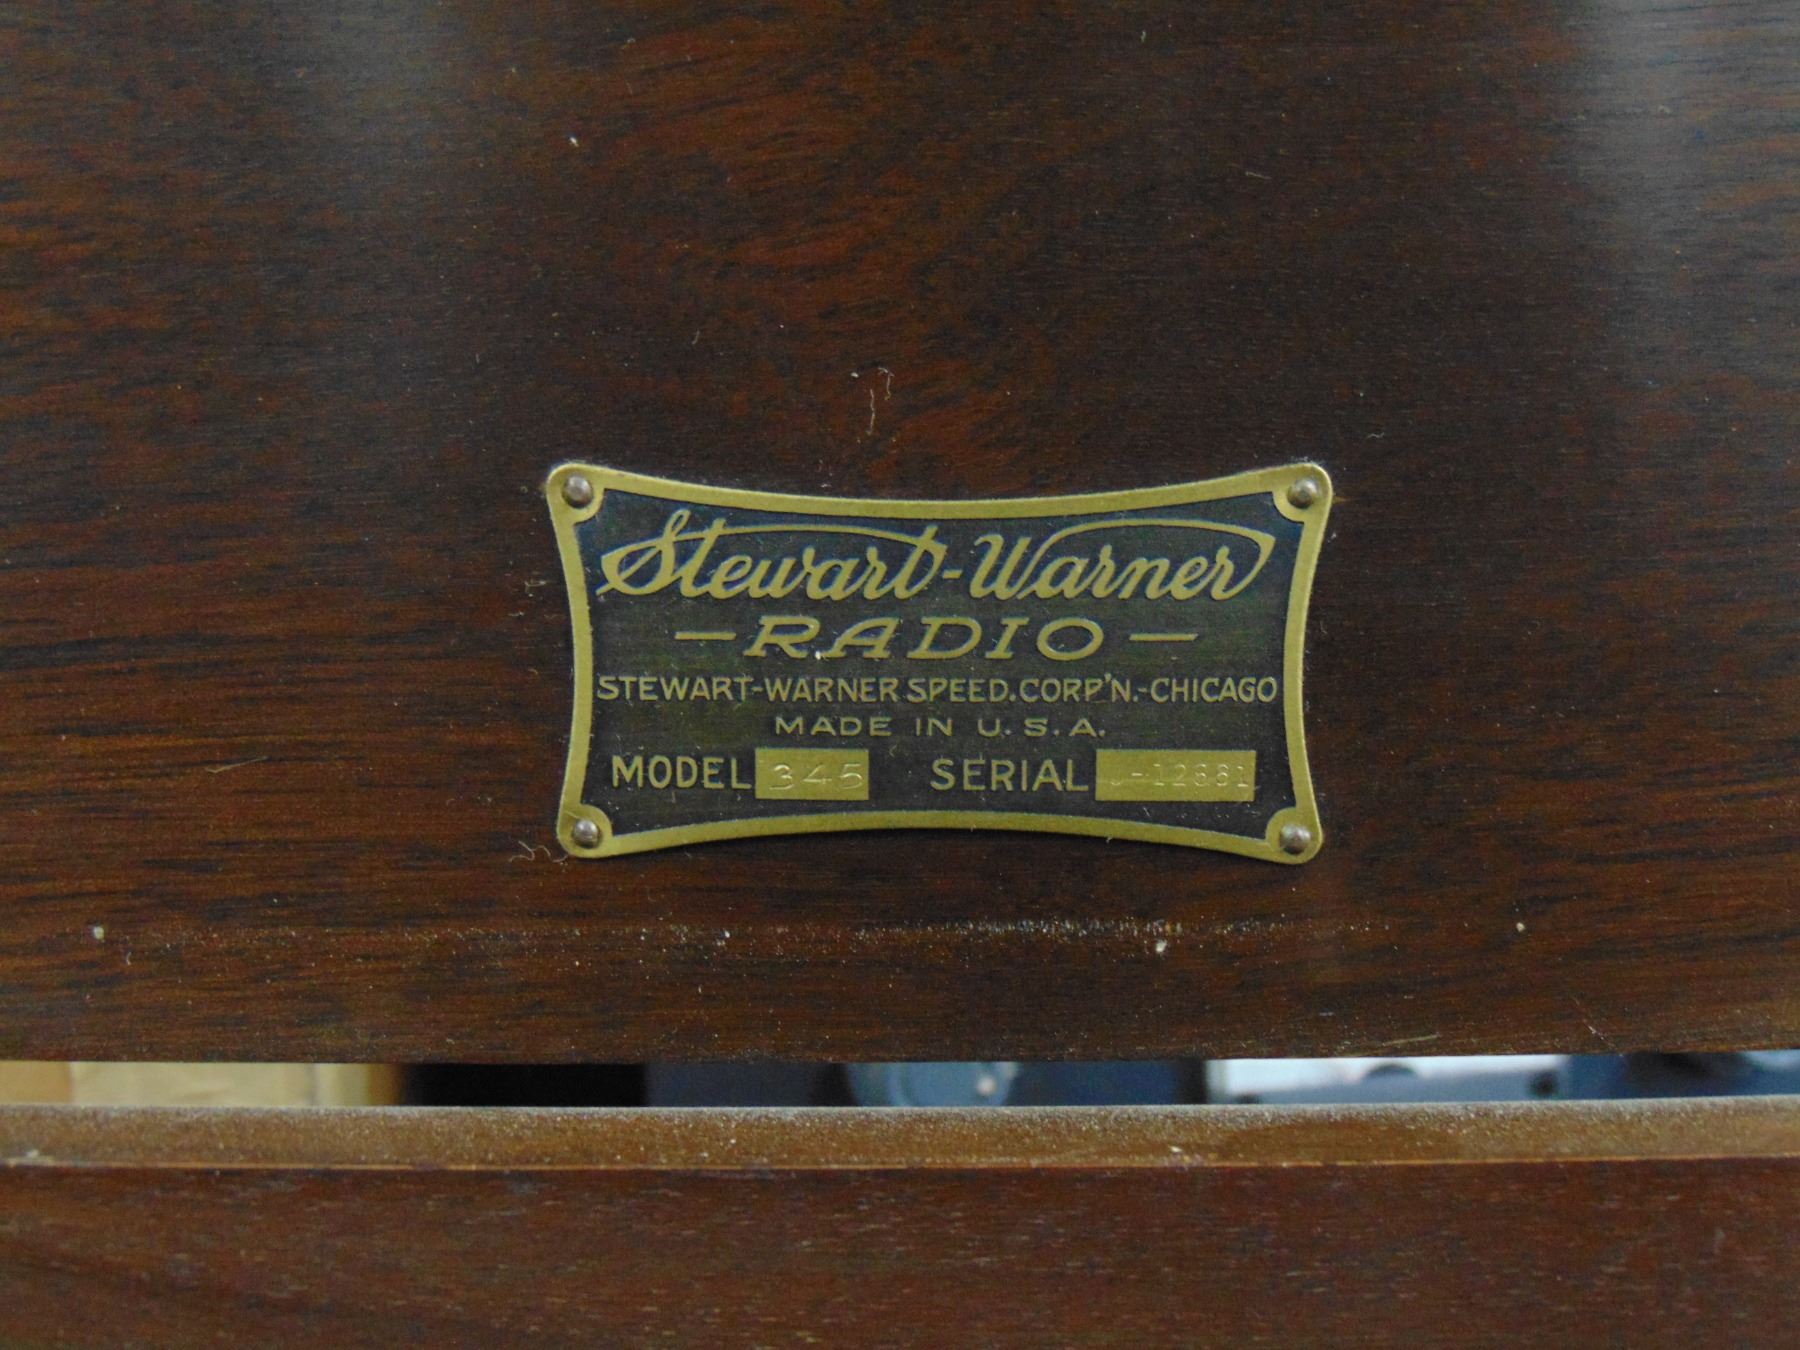 Stewart-Warner
-RADIO-
STEWART-WARNER SPEED. CORP'N.-CHICAGO
MADE IN U.S.A.
MODEL 345 SERIAL